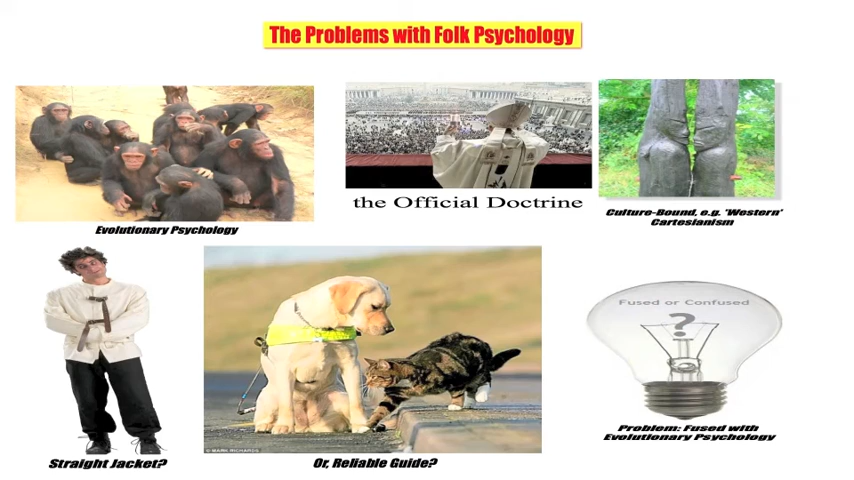 The Problems with Folk Psychology
the Official Doctrine
Culture-Bound, e.g. 'Western'
Cartesianism
Evolutionary Psychology
Fused or Confused
?
Problem: Fused with
Evolutionary Psychology
© MARK RICHARDS
Straight Jacket?
Or, Reliable Guide?